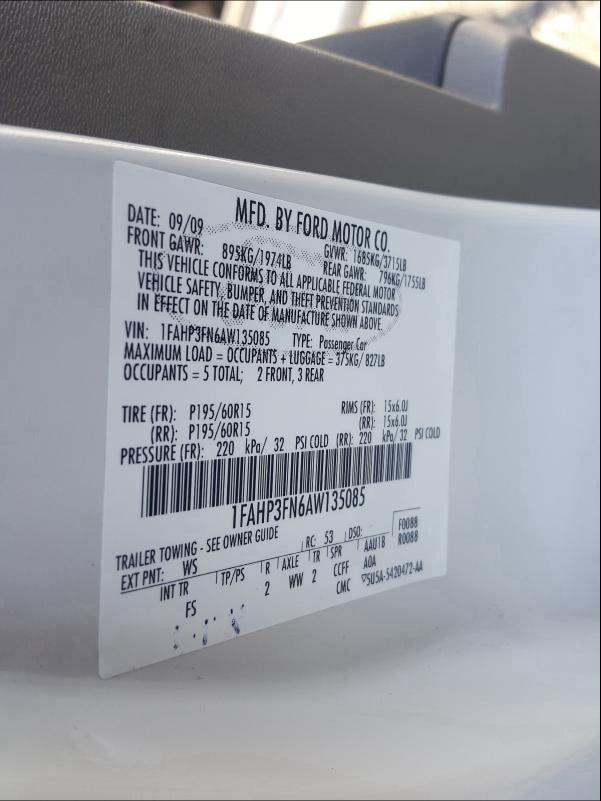 MFD. BY FORD MOTOR CO.
DATE: 09/09 GVWR: 1685KG/3715LB
FRONT GAWR: 895KG/1974LB REAR GAWR: 796KG/1755LB
THIS VEHICLE CONFORMS TO ALL APPLICABLE FEDERAL MOTOR
VEHICLE SAFETY, BUMPER, AND THEFT PREVENTION STANDARDS
IN EFFECT ON THE DATE OF MANUFACTURE SHOWN ABOVE.
VIN: 1FAHP3FN6AW135085 TYPE: Passenger Car
MAXIMUM LOAD = OCCUPANTS + LUGGAGE = 375KG/ 827LB
OCCUPANTS = 5 TOTAL; 2 FRONT, 3 REAR
TIRE (FR): P195/60R15 RIMS (FR): 15x6.0J
(RR): P195/60R15 (RR): 15x6.0J
PRESSURE (FR): 220 kPa/ 32 PSI COLD (RR): 220 kPa/ 32 PSI COLD
1FAHP3FN6AW135085
F0088
TRAILER TOWING - SEE OWNER GUIDE RC: 53 DSO: R0088
EXT PNT: WS AAU1B
INT TR TP/PS R AXLE TR SPR A0A
FS 2 WW 2 CCFF
CMC 5U5A-5420472-AA